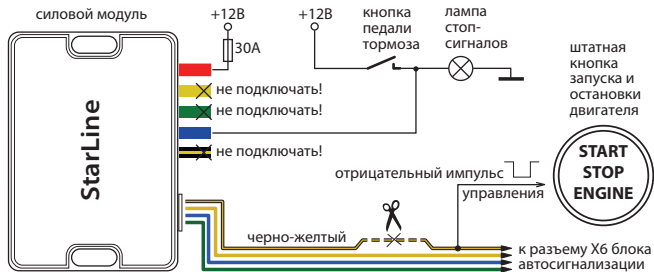 силовой модуль
+12В
30А
StarLine
не подключать!
не подключать!
не подключать!
+12В
кнопка
педали
тормоза
лампа
стоп-
сигналов
штатная
кнопка
запуска и
остановки
двигателя
START
STOP
ENGINE
отрицательный импульс
управления
черно-желтый
к разъему X6 блока
автосигнализации